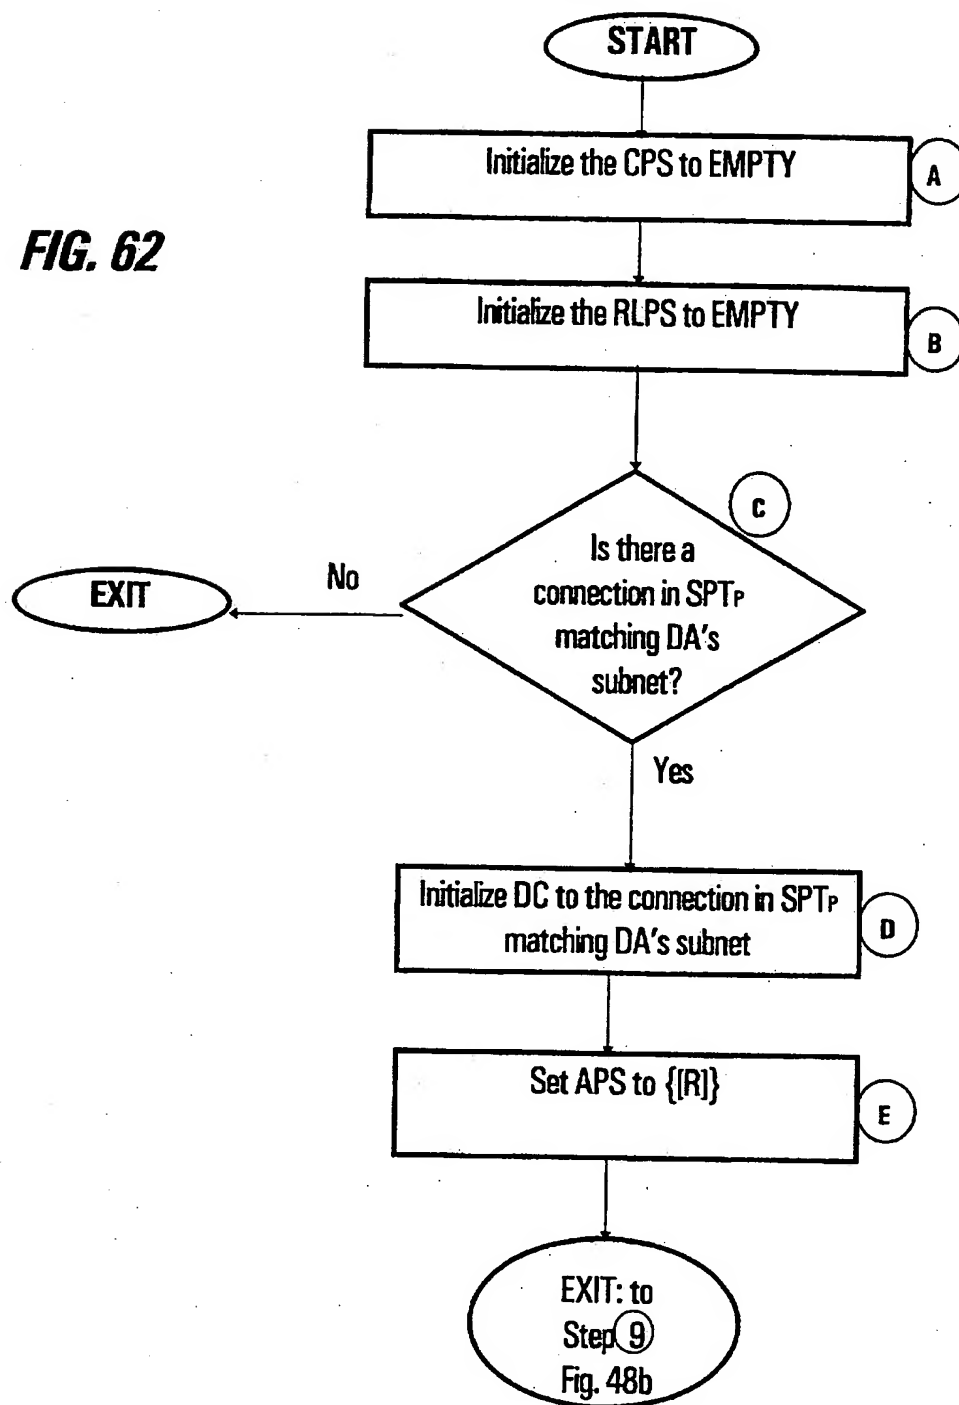 START
Initialize the CPS to EMPTY
A
FIG. 62
Initialize the RLPS to EMPTY
B
C
Is there a
connection in SPTP
matching DA's
subnet?
No
EXIT
Yes
Initialize DC to the connection in SPTP
matching DA's subnet
D
Set APS to {[R]}
E
EXIT: to
Step 9
Fig. 48b